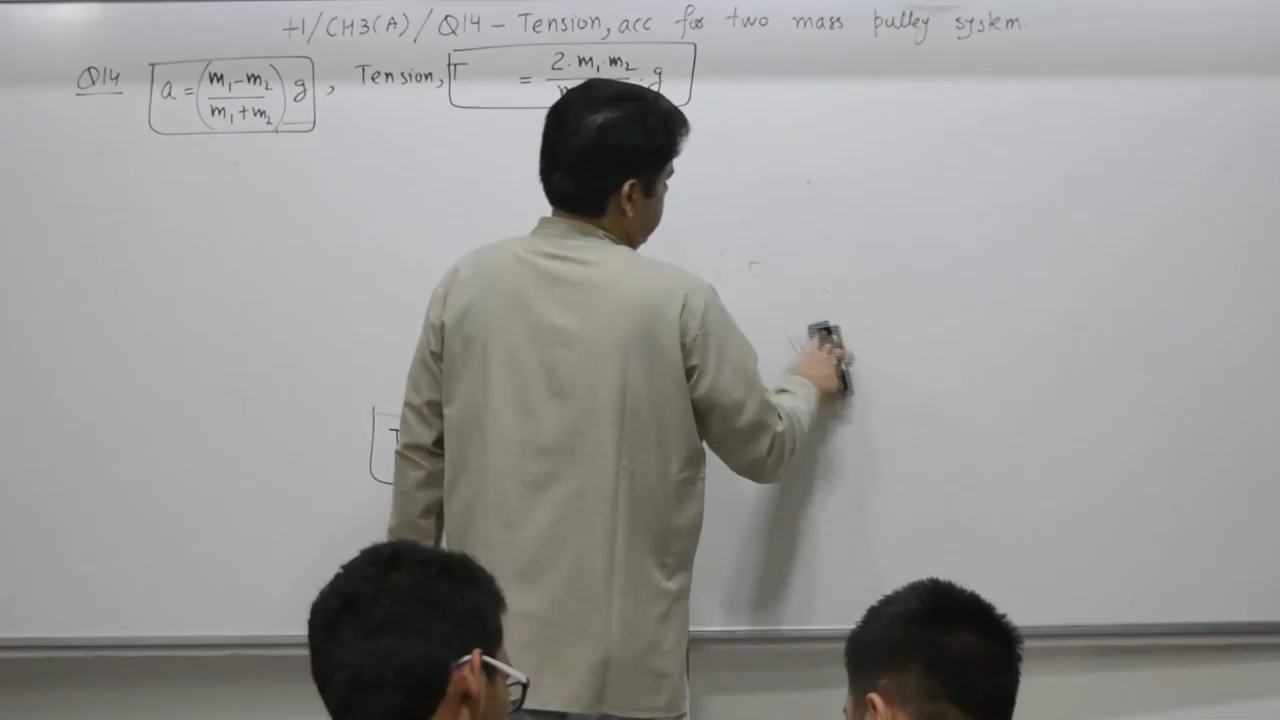 +1/CH3(A)/Q14 - Tension, acc for two mass pulley system.
Q14 a = (m₁-m₂ / m₁+m₂) · g , Tension, T = 2·m₁·m₂ / · g
T